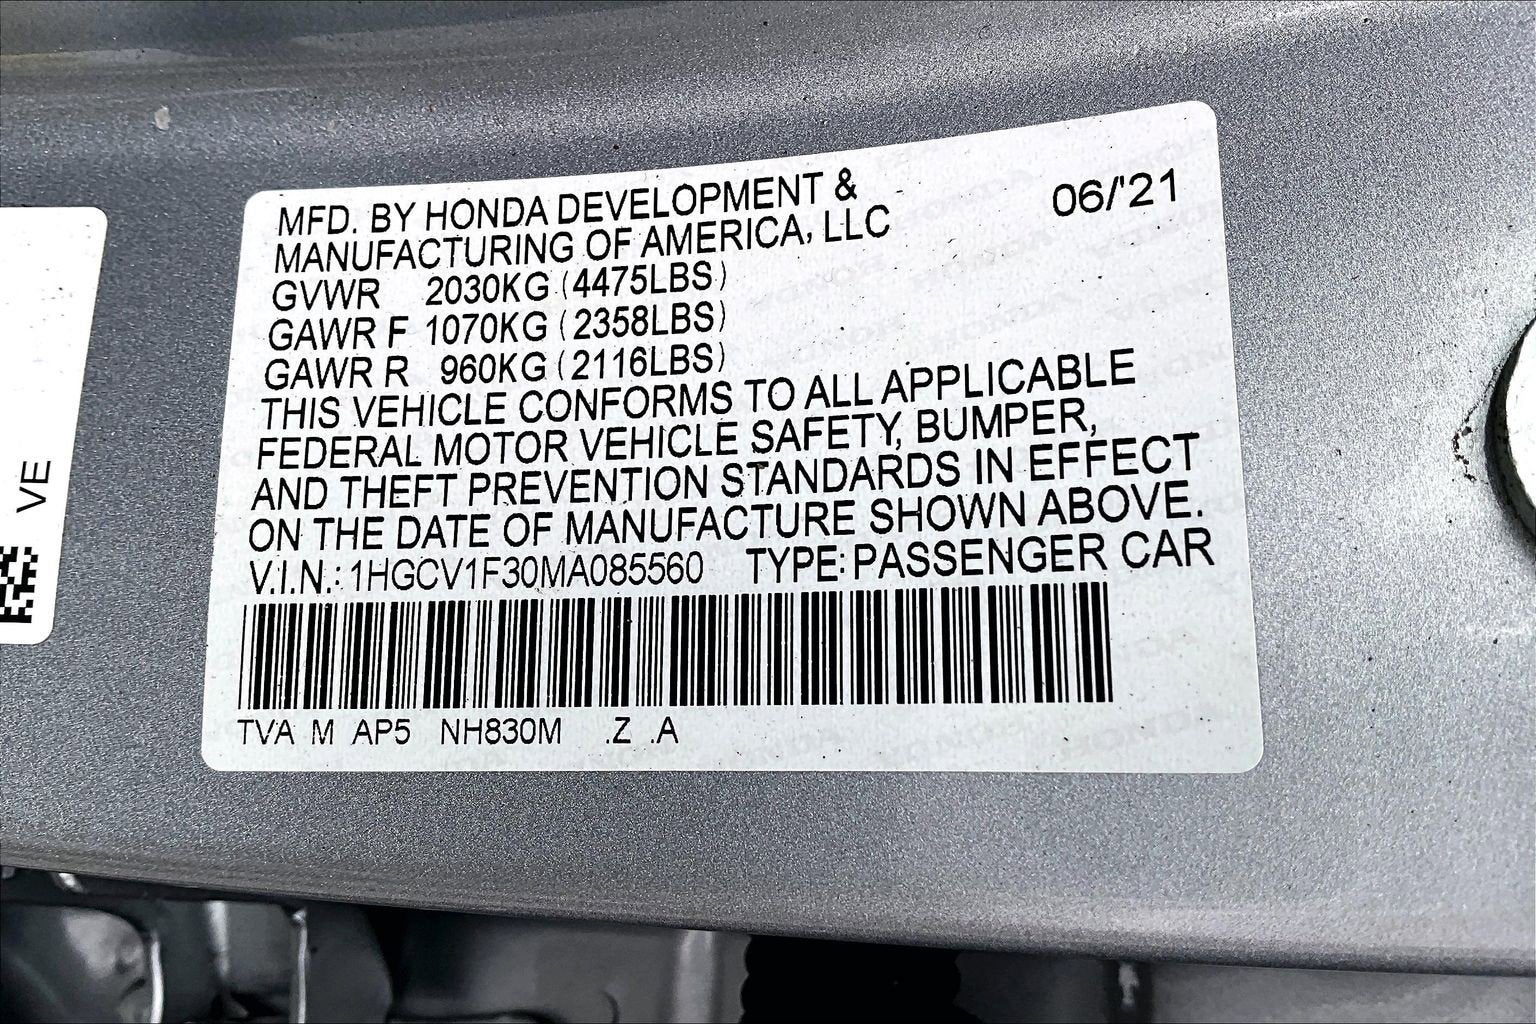 MFD. BY HONDA DEVELOPMENT &
MANUFACTURING OF AMERICA, LLC
06/'21
GVWR 2030KG (4475LBS)
GAWR F 1070KG (2358LBS)
GAWR R 960KG (2116LBS)
THIS VEHICLE CONFORMS TO ALL APPLICABLE
FEDERAL MOTOR VEHICLE SAFETY, BUMPER,
AND THEFT PREVENTION STANDARDS IN EFFECT
ON THE DATE OF MANUFACTURE SHOWN ABOVE.
V.I.N.: 1HGCV1F30MA085560 TYPE: PASSENGER CAR
TVA M AP5 NH830M .Z .A
VE